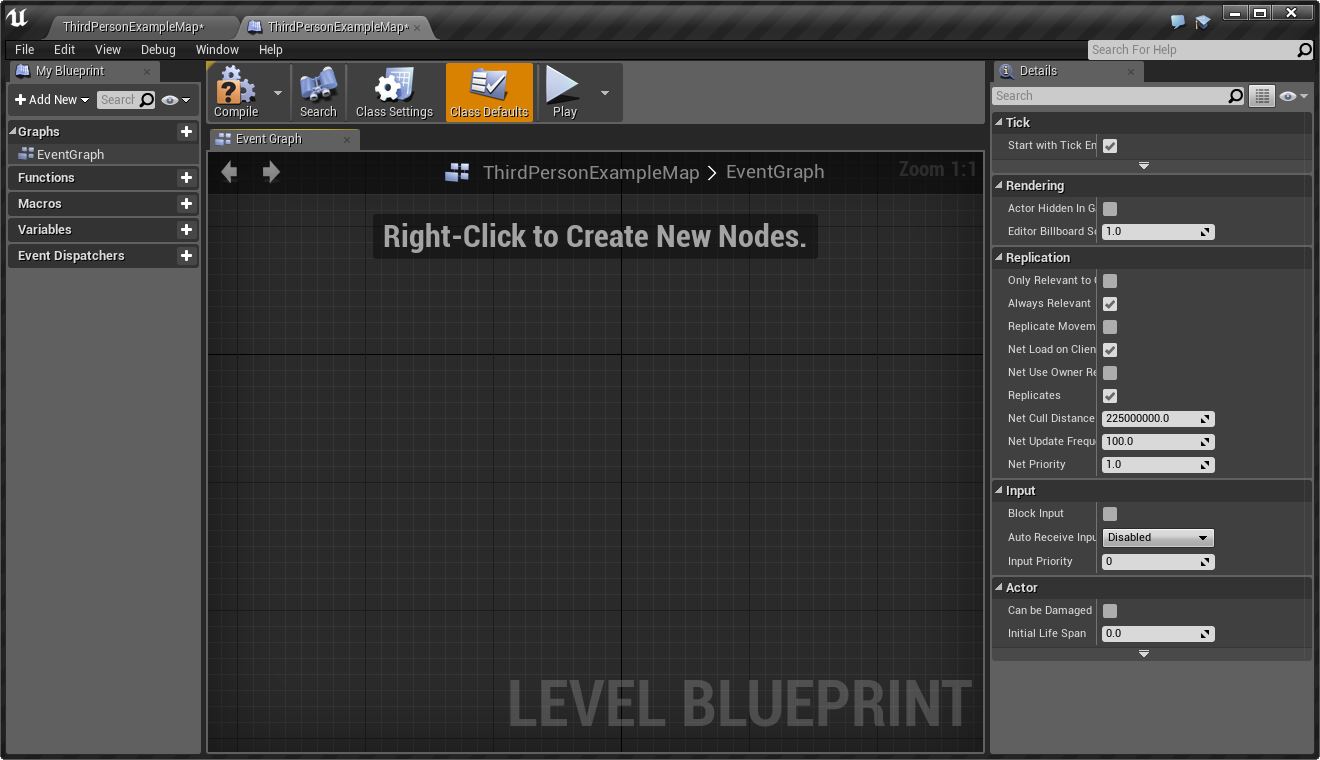 ThirdPersonExampleMap*
ThirdPersonExampleMap*
File Edit View Debug Window Help
Search For Help
My Blueprint
Add New
Search
Graphs
EventGraph
Functions
Macros
Variables
Event Dispatchers
Compile
Search
Class Settings
Class Defaults
Play
Event Graph
ThirdPersonExampleMap > EventGraph
Zoom 1:1
Right-Click to Create New Nodes.
LEVEL BLUEPRINT
Details
Search
Tick
Start with Tick En
Rendering
Actor Hidden In G
Editor Billboard Sc 1.0
Replication
Only Relevant to
Always Relevant
Replicate Movem
Net Load on Clien
Net Use Owner Re
Replicates
Net Cull Distance 225000000.0
Net Update Frequ 100.0
Net Priority 1.0
Input
Block Input
Auto Receive Inpu Disabled
Input Priority 0
Actor
Can be Damaged
Initial Life Span 0.0